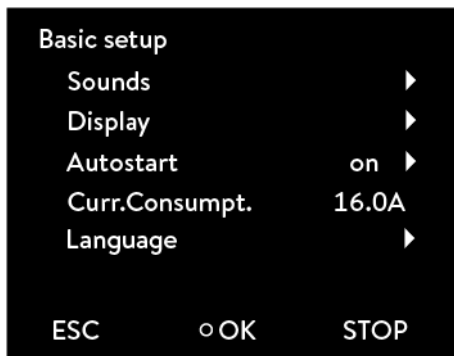 Basic setup
Sounds
Display
Autostart on
Curr.Consumpt. 16.0A
Language
ESC OK STOP